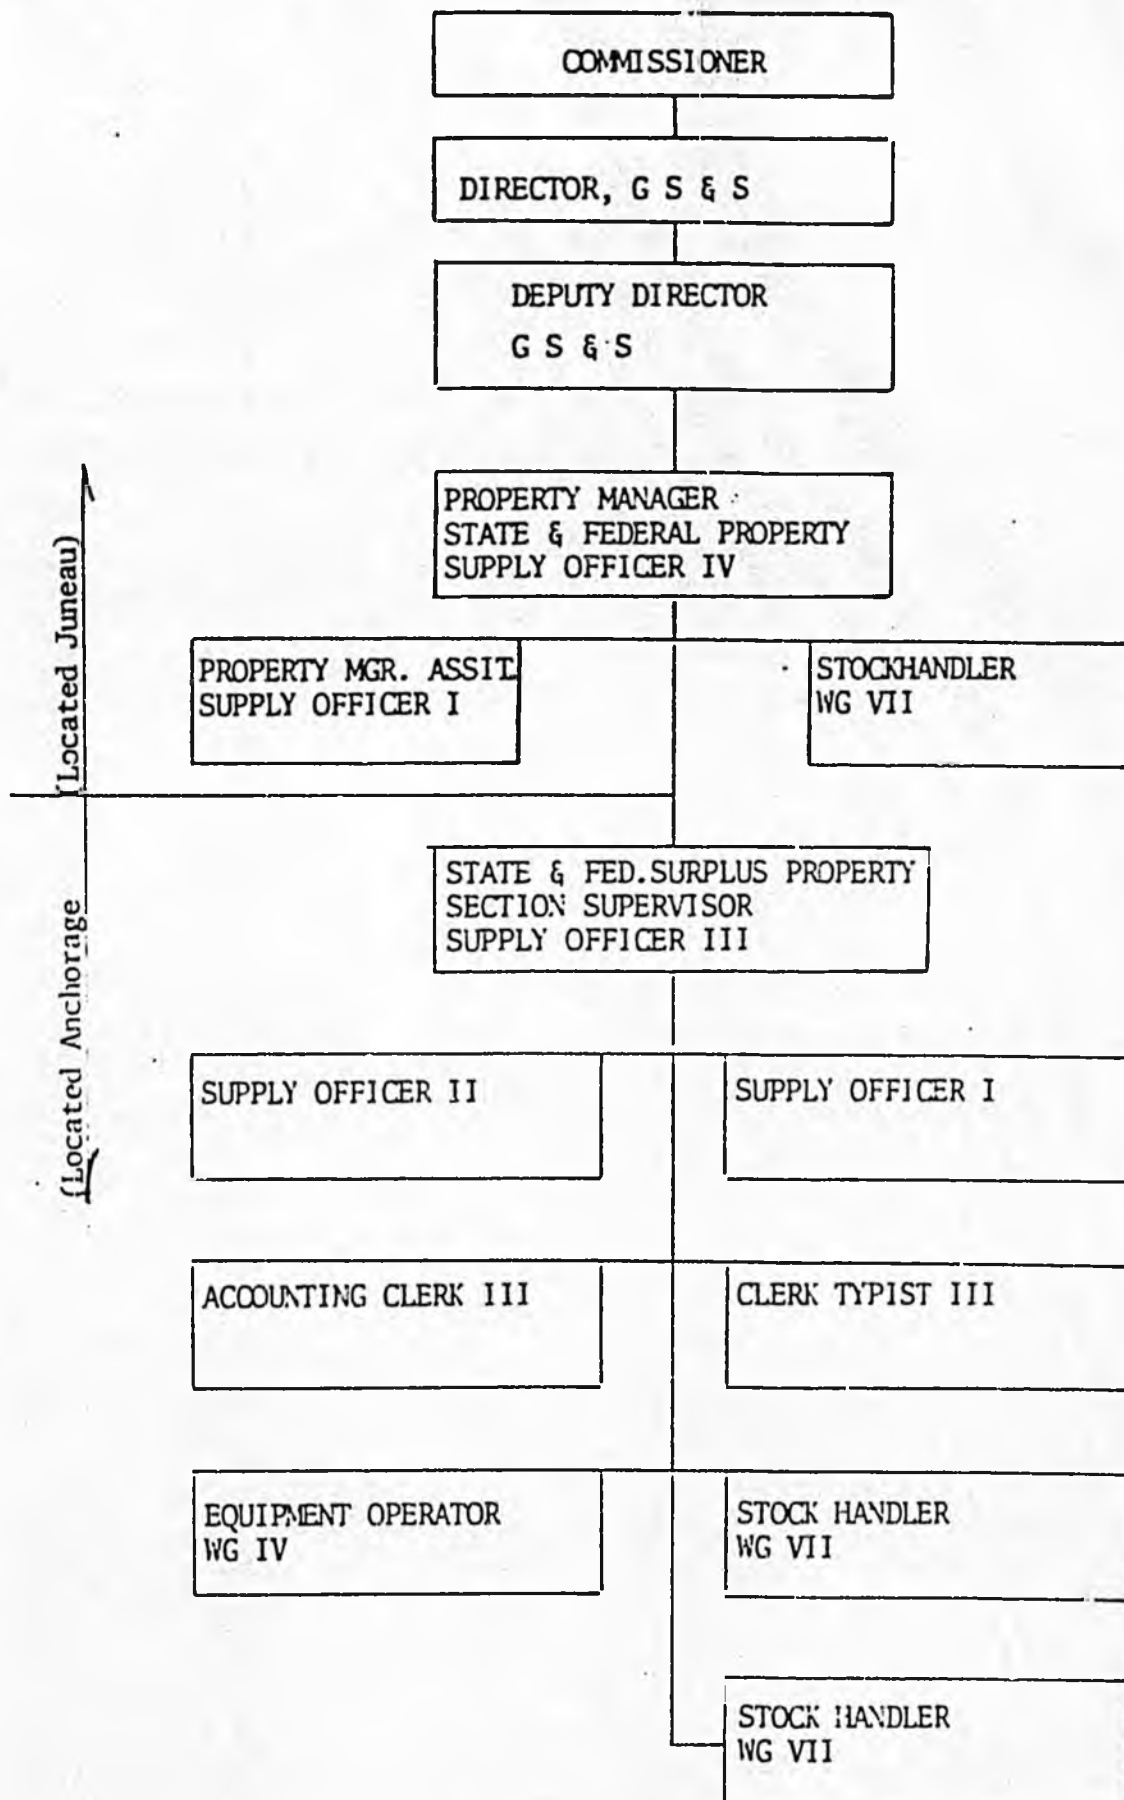 COMMISSIONER
DIRECTOR, G S & S
DEPUTY DIRECTOR
G S & S
PROPERTY MANAGER
STATE & FEDERAL PROPERTY
SUPPLY OFFICER IV
(Located Juneau)
PROPERTY MGR. ASSIT.
SUPPLY OFFICER I
STOCKHANDLER
WG VII
STATE & FED.SURPLUS PROPERTY
SECTION SUPERVISOR
SUPPLY OFFICER III
(Located Anchorage
SUPPLY OFFICER II
SUPPLY OFFICER I
ACCOUNTING CLERK III
CLERK TYPIST III
EQUIPMENT OPERATOR
WG IV
STOCK HANDLER
WG VII
STOCK HANDLER
WG VII